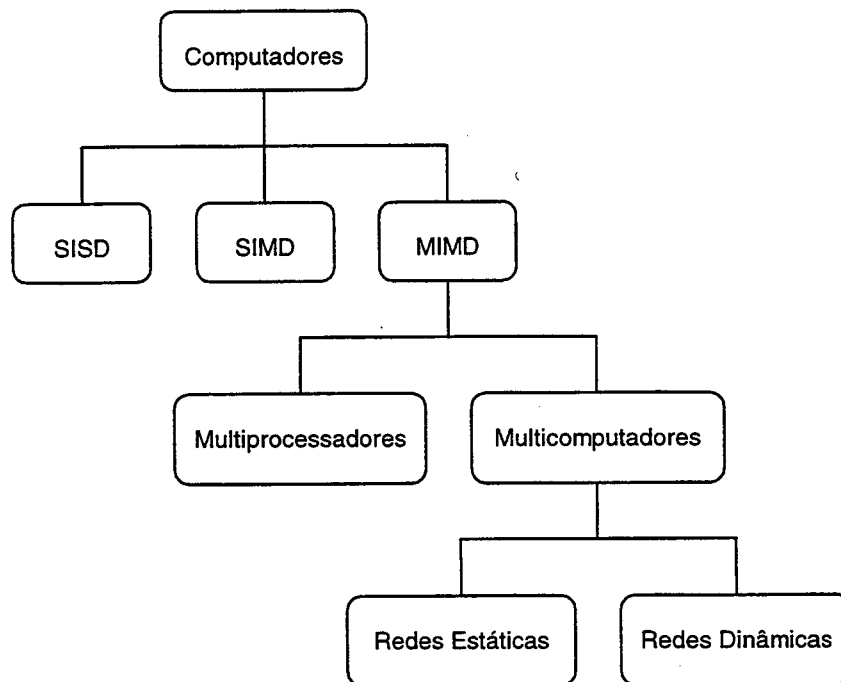 Computadores
SISD
SIMD
MIMD
Multiprocessadores
Multicomputadores
Redes Estáticas
Redes Dinâmicas